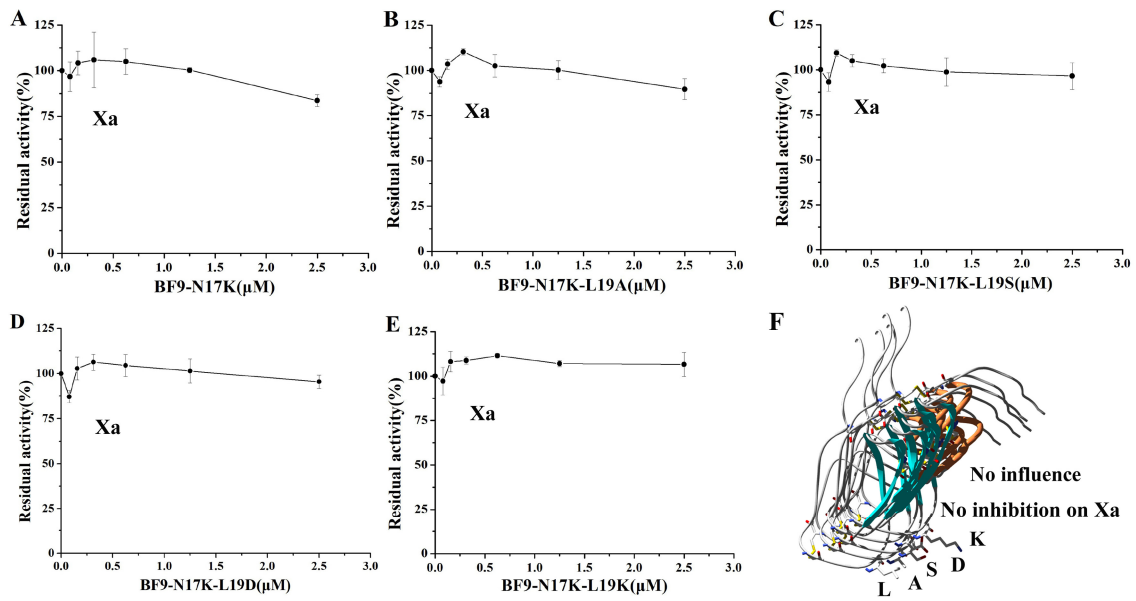 A
125
100
75
50
25
0
Residual activity(%)
Xa
0.0 0.5 1.0 1.5 2.0 2.5 3.0
BF9-N17K(μM)
B
125
100
75
50
25
0
Residual activity(%)
Xa
0.0 0.5 1.0 1.5 2.0 2.5 3.0
BF9-N17K-L19A(μM)
C
125
100
75
50
25
0
Residual activity(%)
Xa
0.0 0.5 1.0 1.5 2.0 2.5 3.0
BF9-N17K-L19S(μM)
D
125
100
75
50
25
0
Residual activity(%)
Xa
0.0 0.5 1.0 1.5 2.0 2.5 3.0
BF9-N17K-L19D(μM)
E
125
100
75
50
25
0
Residual activity(%)
Xa
0.0 0.5 1.0 1.5 2.0 2.5 3.0
BF9-N17K-L19K(μM)
F
No influence
No inhibition on Xa
L A S D K